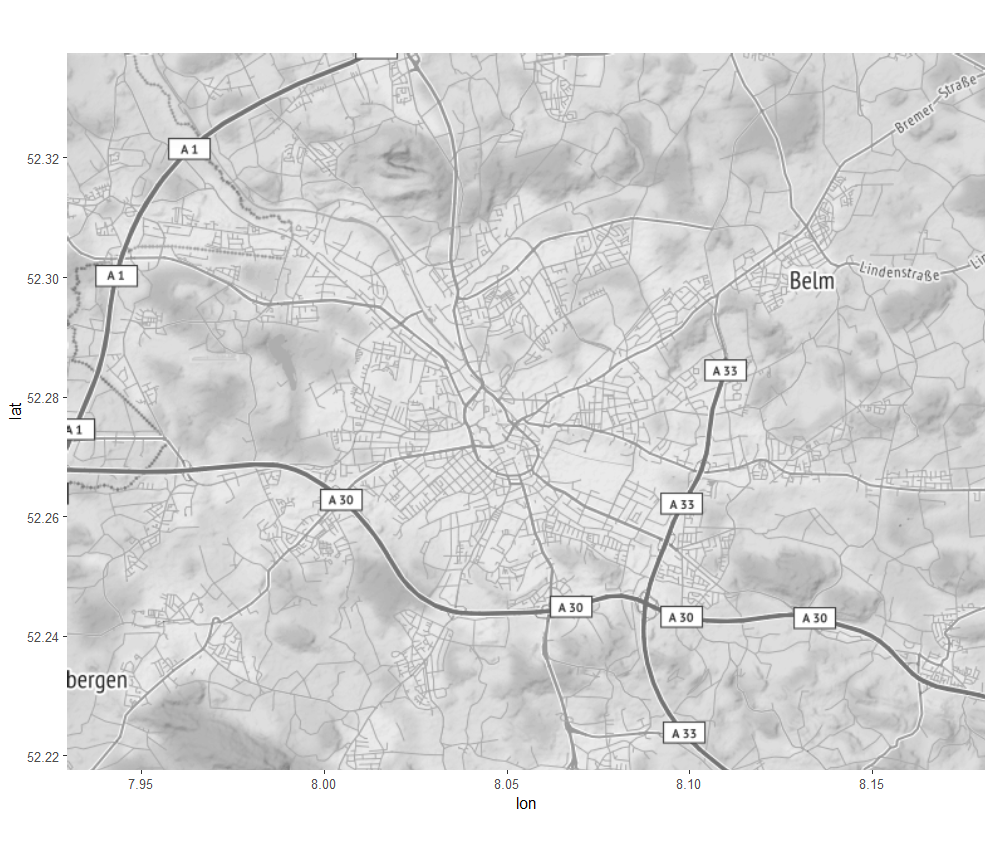 Bremer Straße
A 1
52.32
52.30
A 1
Belm
Lindenstraße
Lin
A 33
52.28
lat
A 1
A 30
A 33
52.26
A 30
A 30
A 30
52.24
bergen
A 33
52.22
7.95
8.00
8.05
8.10
8.15
lon